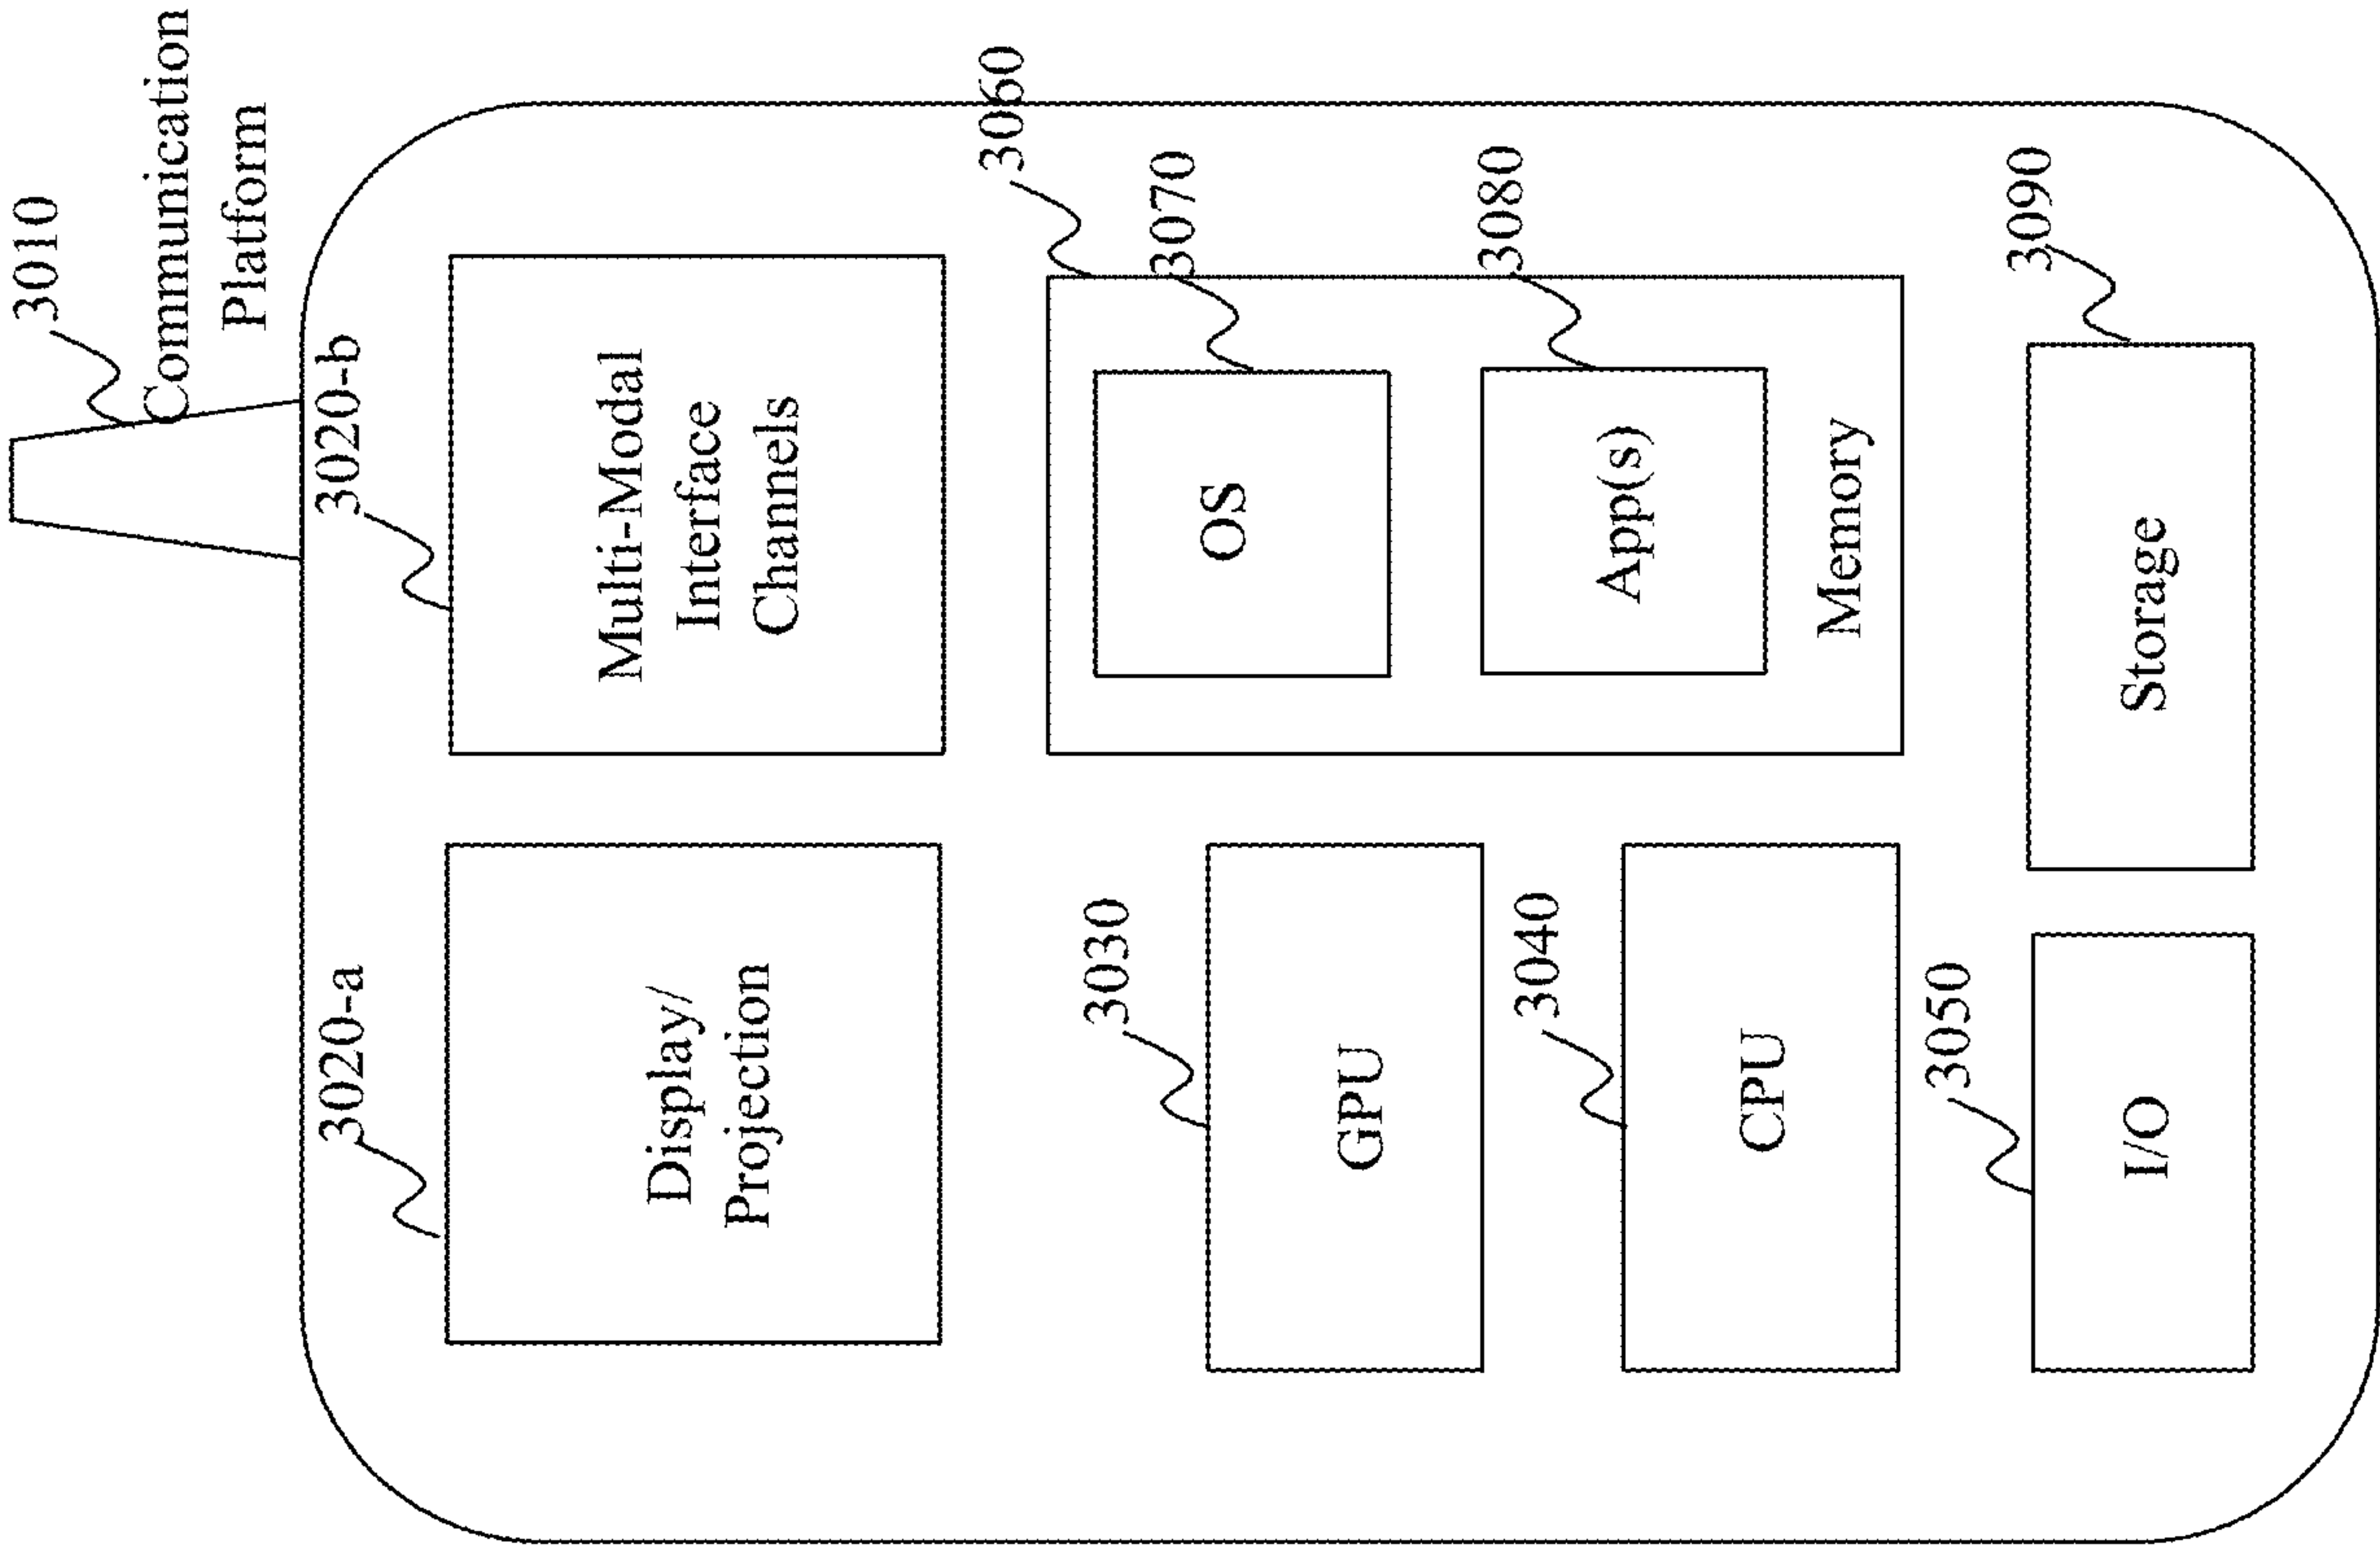 3010
Communication
Platform
3020-a
3020-b
Display/
Projection
Multi-Modal
Interface
Channels
3060
3030
GPU
3070
OS
3040
CPU
3080
App(s)
Memory
3050
I/O
3090
Storage